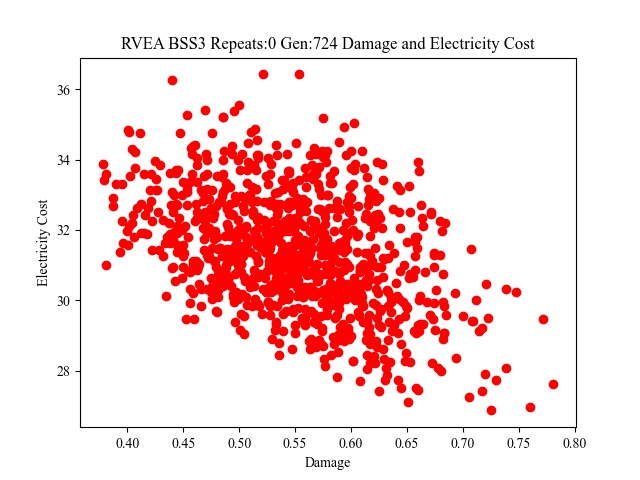 RVEA BSS3 Repeats:0 Gen:724 Damage and Electricity Cost
Electricity Cost
36
34
32
30
28
0.40 0.45 0.50 0.55 0.60 0.65 0.70 0.75 0.80
Damage